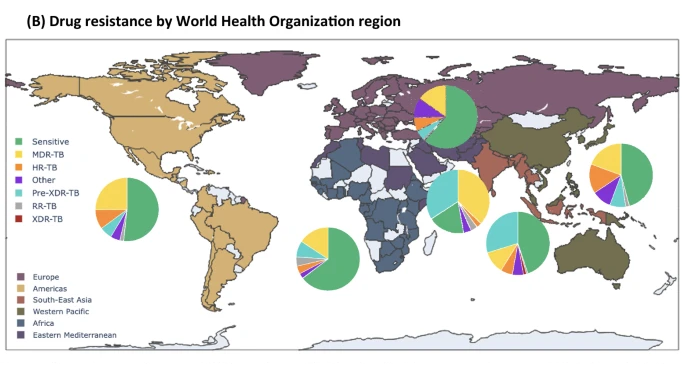 (B) Drug resistance by World Health Organization region
Sensitive
MDR-TB
HR-TB
Other
Pre-XDR-TB
RR-TB
XDR-TB
Europe
Americas
South-East Asia
Western Pacific
Africa
Eastern Mediterranean